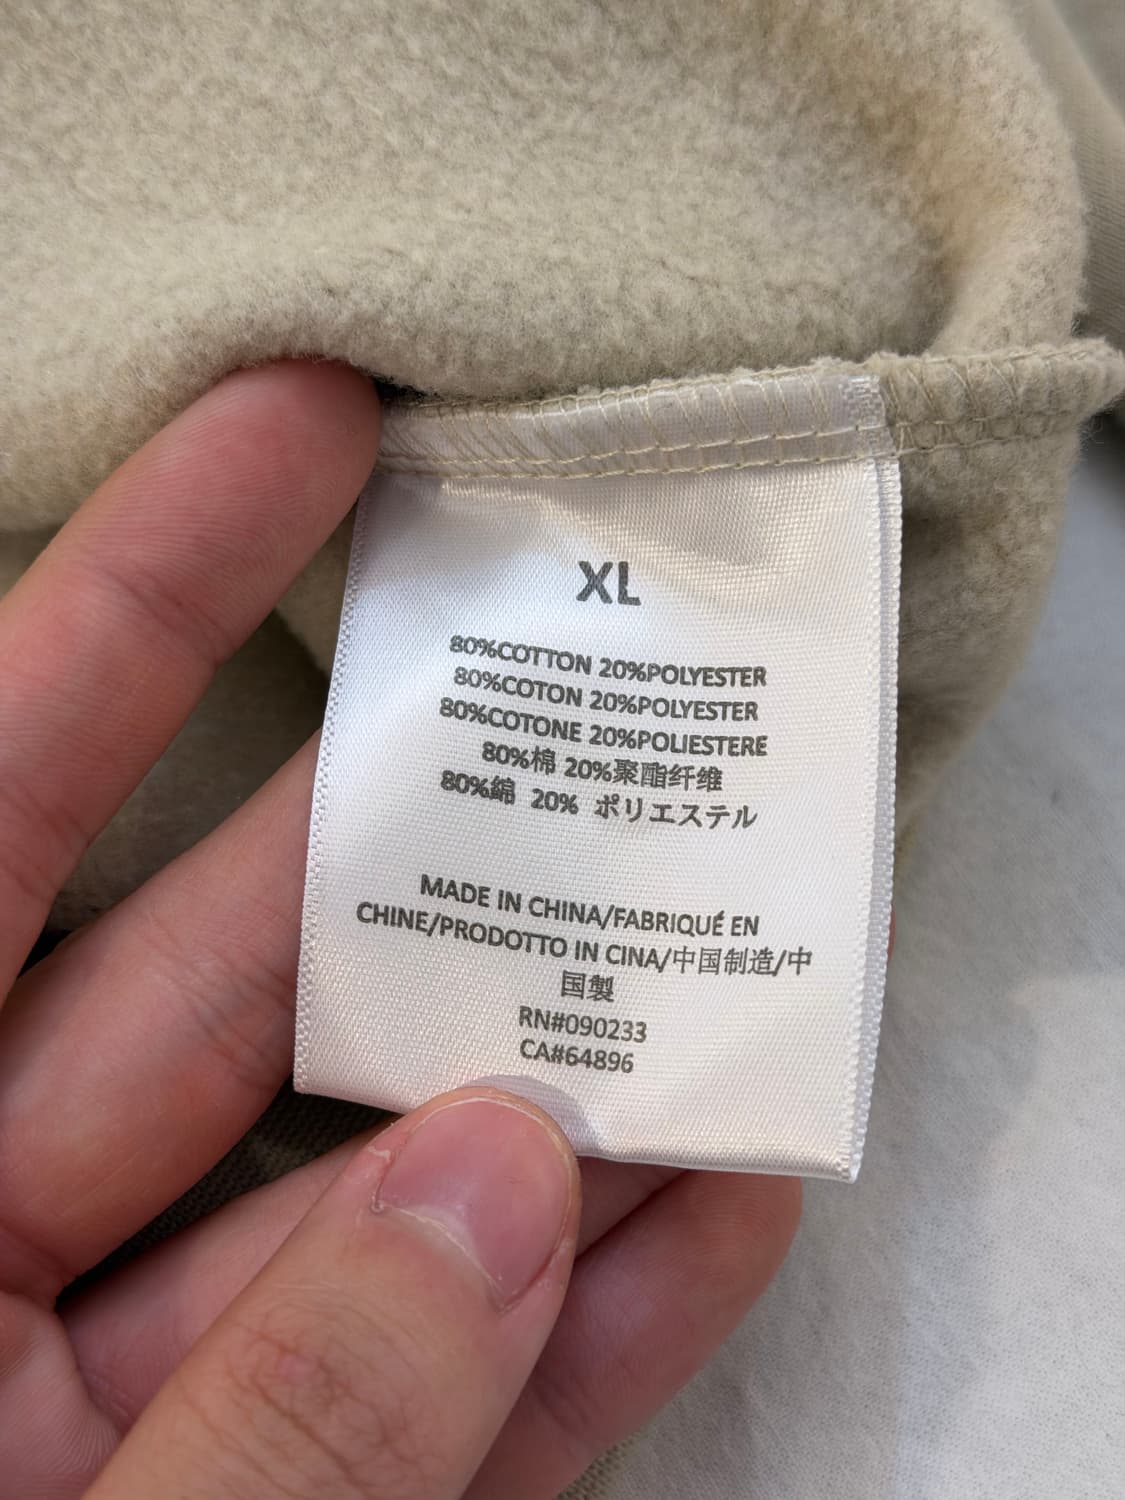 XL
80%COTTON 20%POLYESTER
80%COTON 20%POLYESTER
80%COTONE 20%POLIESTERE
80%棉 20%聚酯纤维
80%綿 20% ポリエステル
MADE IN CHINA/FABRIQUÉ EN
CHINE/PRODOTTO IN CINA/中国制造/中
国製
RN#090233
CA#64896